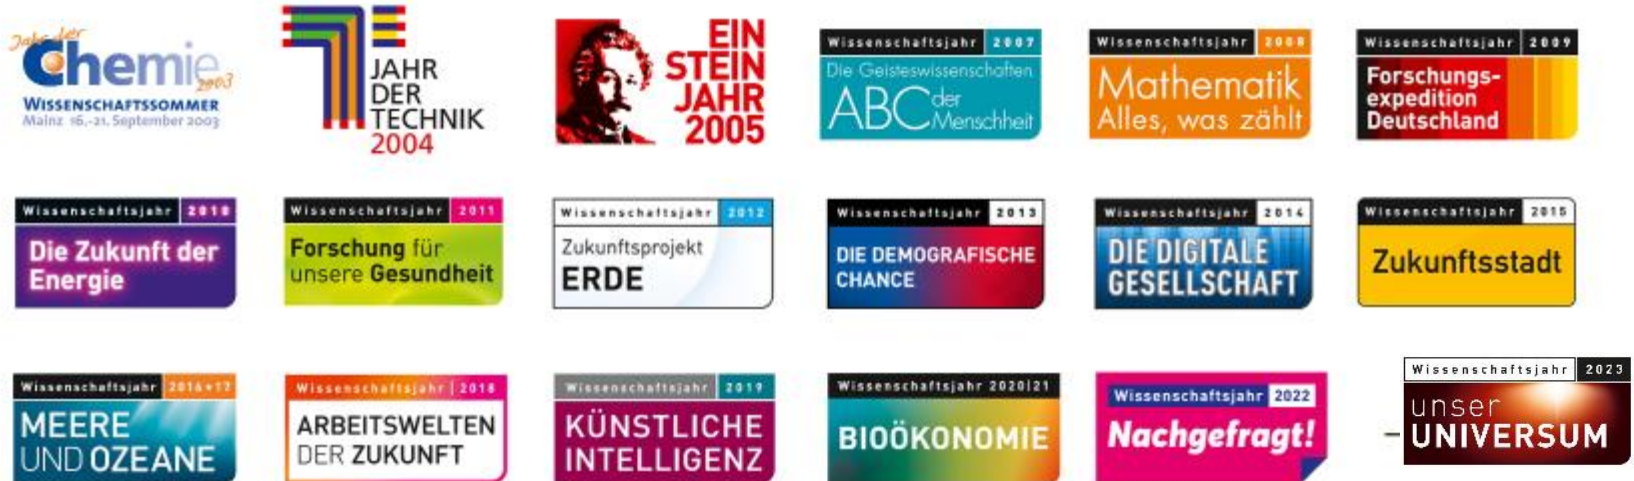 Jahr der
Chemie
2003
WISSENSCHAFTSSOMMER
Mainz 16.-21. September 2003
JAHR
DER
TECHNIK
2004
EIN
STEIN
JAHR
2005
Wissenschaftsjahr 2007
Die Geisteswissenschaften
ABC der
Menschheit
Wissenschaftsjahr 2008
Mathematik
Alles, was zählt
Wissenschaftsjahr 2009
Forschungs-
expedition
Deutschland
Wissenschaftsjahr 2010
Die Zukunft der
Energie
Wissenschaftsjahr 2011
Forschung für
unsere Gesundheit
Wissenschaftsjahr 2012
Zukunftsprojekt
ERDE
Wissenschaftsjahr 2013
DIE DEMOGRAFISCHE
CHANCE
Wissenschaftsjahr 2014
DIE DIGITALE
GESELLSCHAFT
Wissenschaftsjahr 2015
Zukunftsstadt
Wissenschaftsjahr 2016+17
MEERE
UND OZEANE
Wissenschaftsjahr | 2018
ARBEITSWELTEN
DER ZUKUNFT
Wissenschaftsjahr 2019
KÜNSTLICHE
INTELLIGENZ
Wissenschaftsjahr 2020|21
BIOÖKONOMIE
Wissenschaftsjahr 2022
Nachgefragt!
Wissenschaftsjahr 2023
unser
– UNIVERSUM